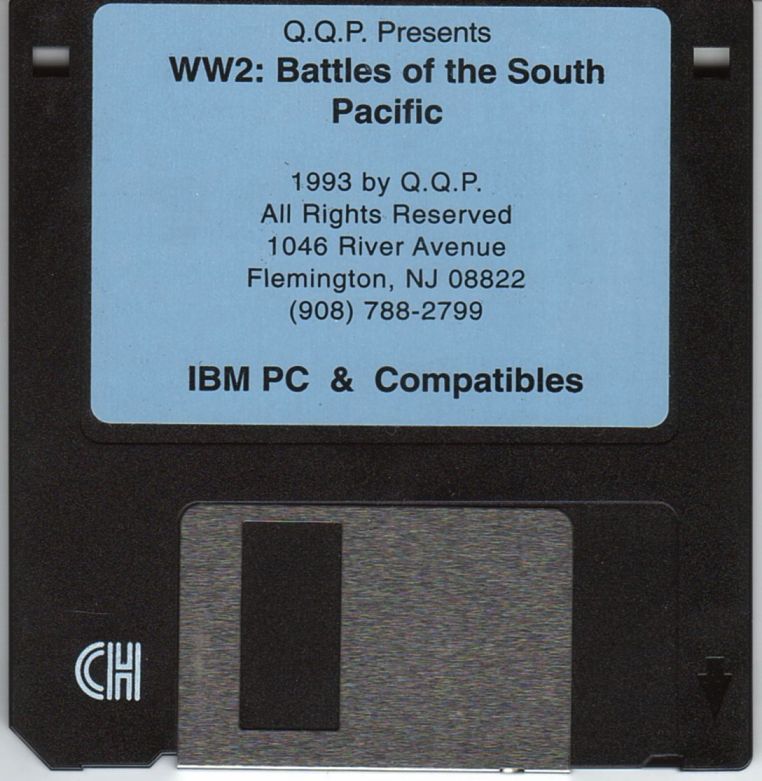 Q.Q.P. Presents
WW2: Battles of the South
Pacific
1993 by Q.Q.P.
All Rights Reserved
1046 River Avenue
Flemington, NJ 08822
(908) 788-2799
IBM PC & Compatibles
CH